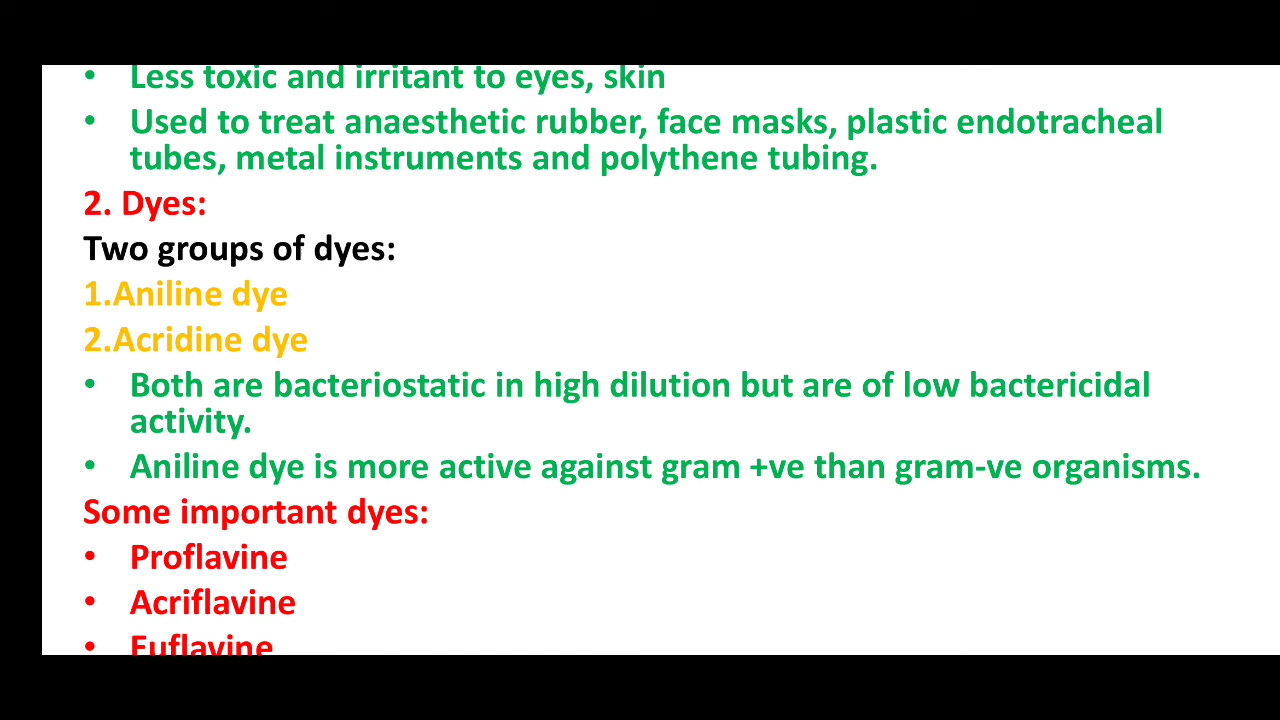 • Less toxic and irritant to eyes, skin
• Used to treat anaesthetic rubber, face masks, plastic endotracheal
tubes, metal instruments and polythene tubing.
2. Dyes:
Two groups of dyes:
1.Aniline dye
2.Acridine dye
• Both are bacteriostatic in high dilution but are of low bactericidal
activity.
• Aniline dye is more active against gram +ve than gram-ve organisms.
Some important dyes:
• Proflavine
• Acriflavine
• Euflavine